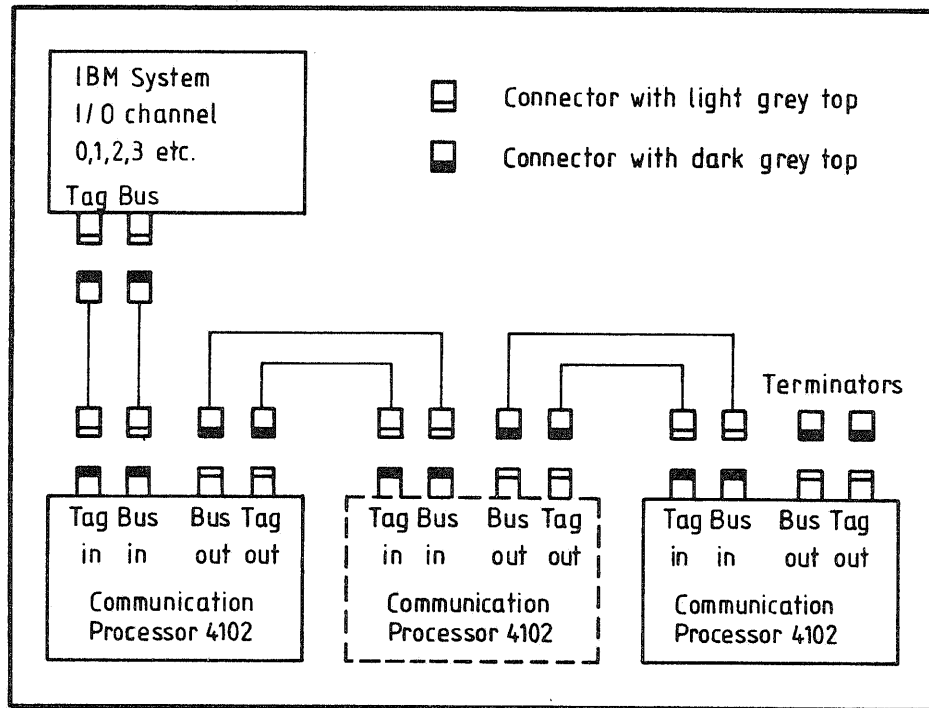 IBM System
I/O channel
0,1,2,3 etc.
Tag Bus
Connector with light grey top
Connector with dark grey top
Terminators
Tag Bus Bus Tag
in in out out
Communication
Processor 4102
Tag Bus Bus Tag
in in out out
Communication
Processor 4102
Tag Bus Bus Tag
in in out out
Communication
Processor 4102